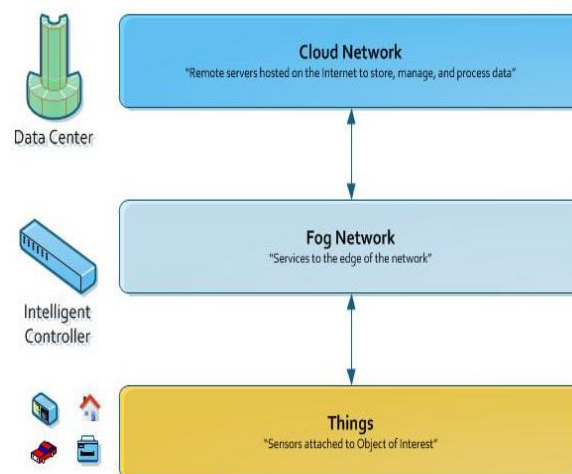 Cloud Network
"Remote servers hosted on the Internet to store, manage, and process data"
Data Center
Fog Network
"Services to the edge of the network"
Intelligent
Controller
Things
"Sensors attached to Object of Interest"